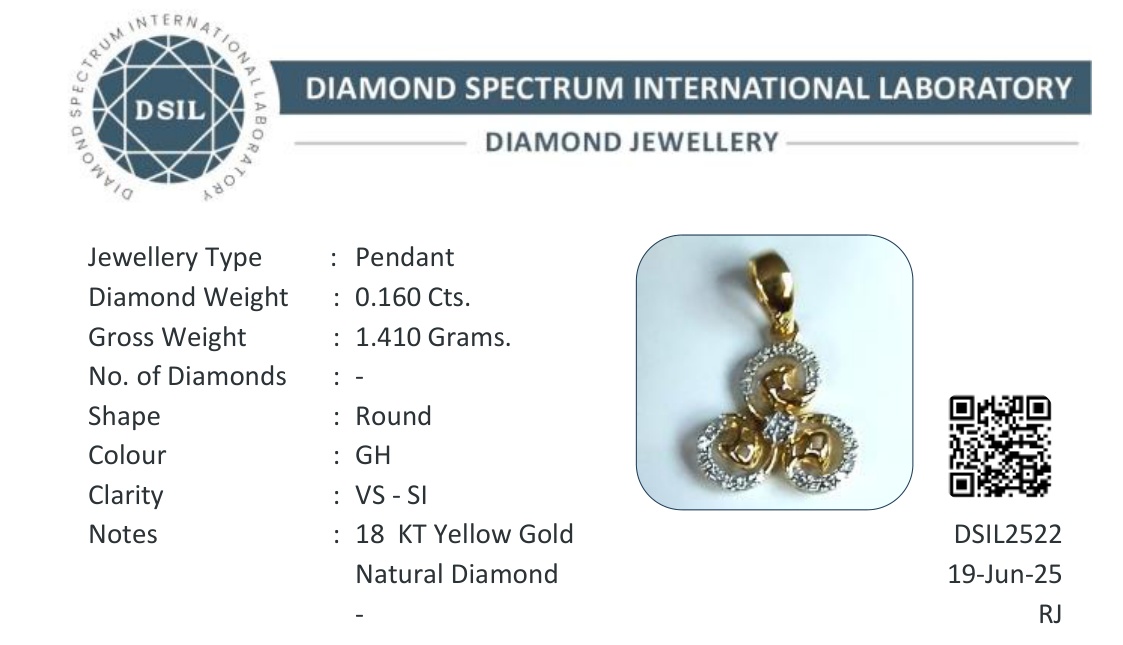 DIAMOND SPECTRUM INTERNATIONAL LABORATORY
DSIL
DIAMOND SPECTRUM INTERNATIONAL LABORATORY
DIAMOND JEWELLERY
Jewellery Type : Pendant
Diamond Weight : 0.160 Cts.
Gross Weight : 1.410 Grams.
No. of Diamonds : -
Shape : Round
Colour : GH
Clarity : VS - SI
Notes : 18 KT Yellow Gold
Natural Diamond
-
DSIL2522
19-Jun-25
RJ